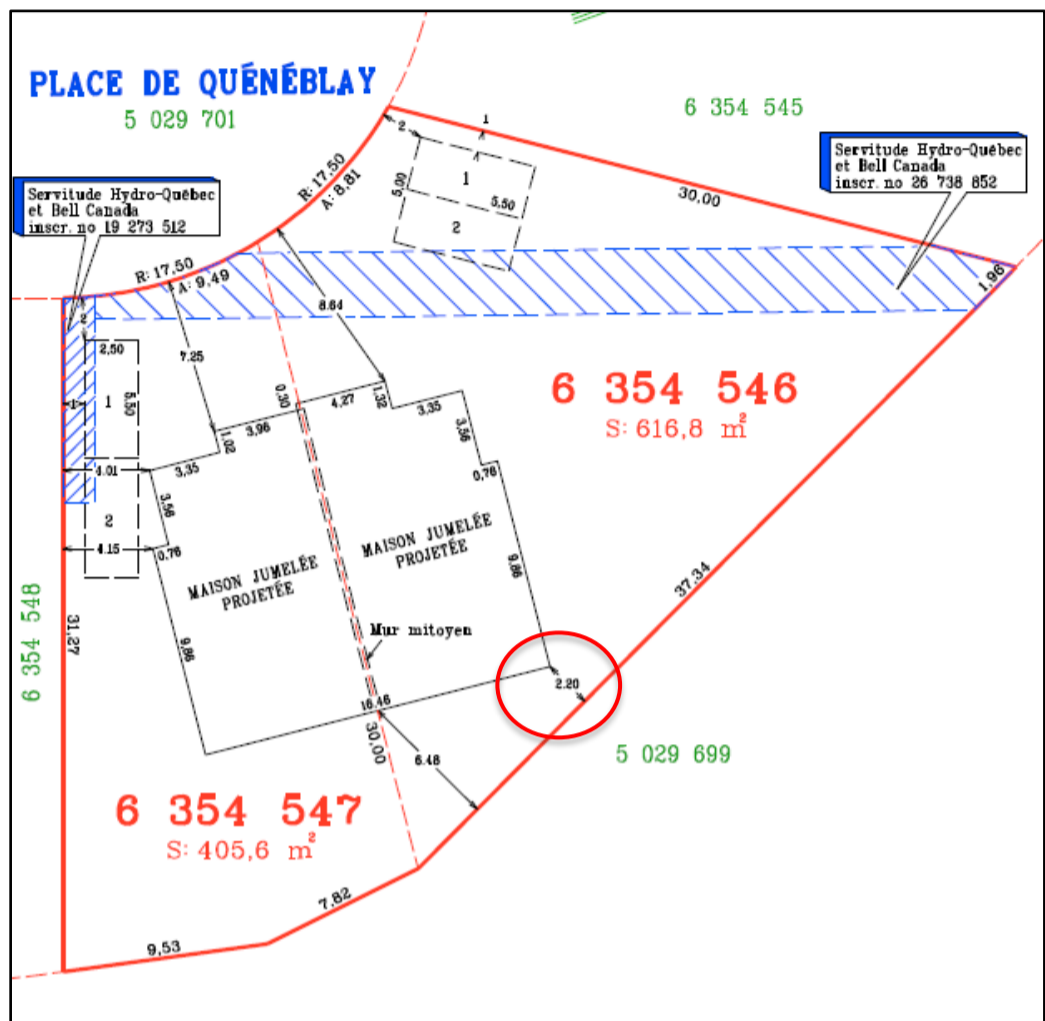 PLACE DE QUÉNÉBLAY
5 029 701
6 354 545
Servitude Hydro-Québec
et Bell Canada
inscr. no 26 738 852
Servitude Hydro-Québec
et Bell Canada
inscr. no 19 273 512
R: 17,50
A: 8,81
R: 17,50
A: 9,49
2
1
5,00
1
5,50
2
30,00
1,96
2
2,50
1
5,50
1
4.01
2
4.15
7.25
8.64
0,30
4,27
1,32
3,35
3,56
0,76
9,86
3,96
1,02
3,35
3,56
0,76
9,86
6 354 546
S: 616,8 m²
MAISON JUMELÉE
PROJETÉE
MAISON JUMELÉE
PROJETÉE
Mur mitoyen
37,34
2.20
16,46
30,00
6.48
6 354 548
31,27
5 029 699
6 354 547
S: 405,6 m²
7,82
9,53